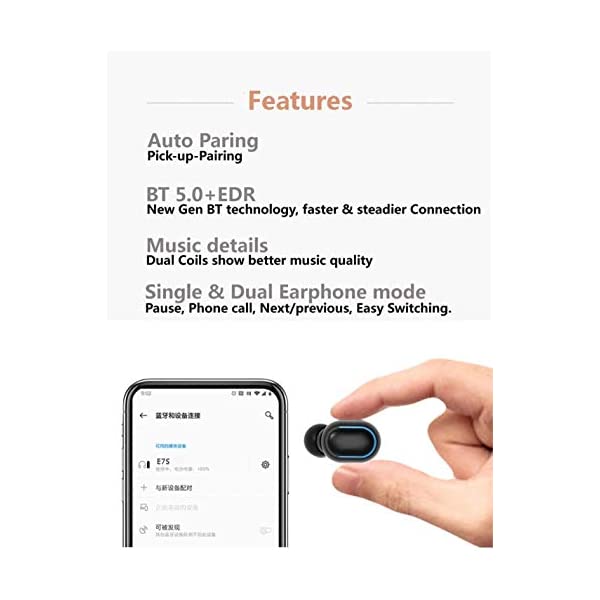 Features
Auto Paring
Pick-up-Pairing
BT 5.0+EDR
New Gen BT technology, faster & steadier Connection
Music details
Dual Coils show better music quality
Single & Dual Earphone mode
Pause, Phone call, Next/previous, Easy Switching.
9:02
蓝牙和设备连接
可用的媒体设备
E7S
100%
与新设备配对
可被发现